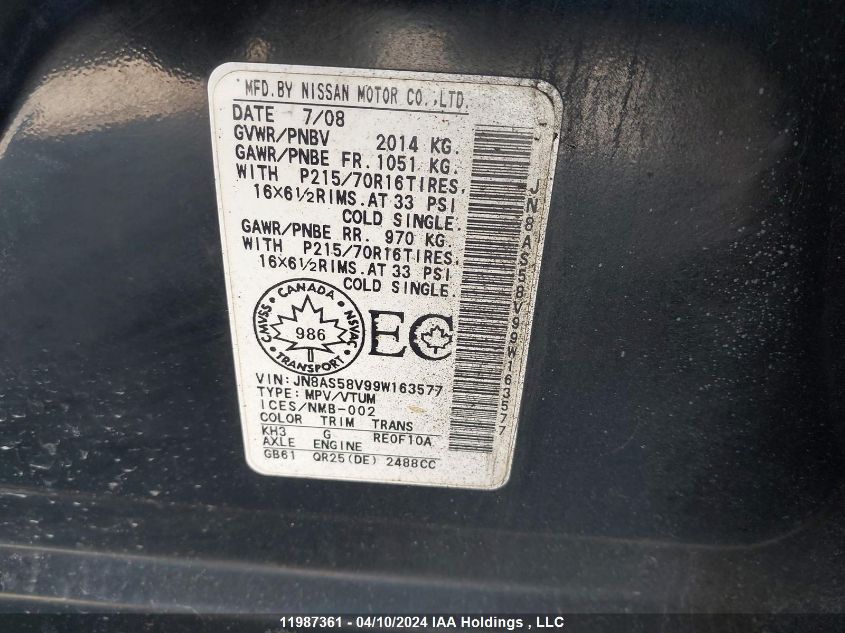 MFD.BY NISSAN MOTOR CO.,LTD.
DATE 7/08
GVWR/PNBV 2014 KG.
GAWR/PNBE FR. 1051 KG.
WITH P215/70R16TIRES,
16X6½RIMS.AT 33 PSI
COLD SINGLE.
GAWR/PNBE RR. 970 KG.
WITH P215/70R16TIRES,
16X6½RIMS.AT 33 PSI
COLD SINGLE.
CANADA
CMVSS
NSVAC
986
TRANSPORT
EC
VIN:JN8AS58V99W163577
TYPE:MPV/VTUM
ICES/NMB-002
COLOR TRIM TRANS
KH3 G RE0F10A
AXLE ENGINE
GB61 QR25(DE) 2488CC
JN8AS58V99W163577
11987361 - 04/10/2024 IAA Holdings , LLC